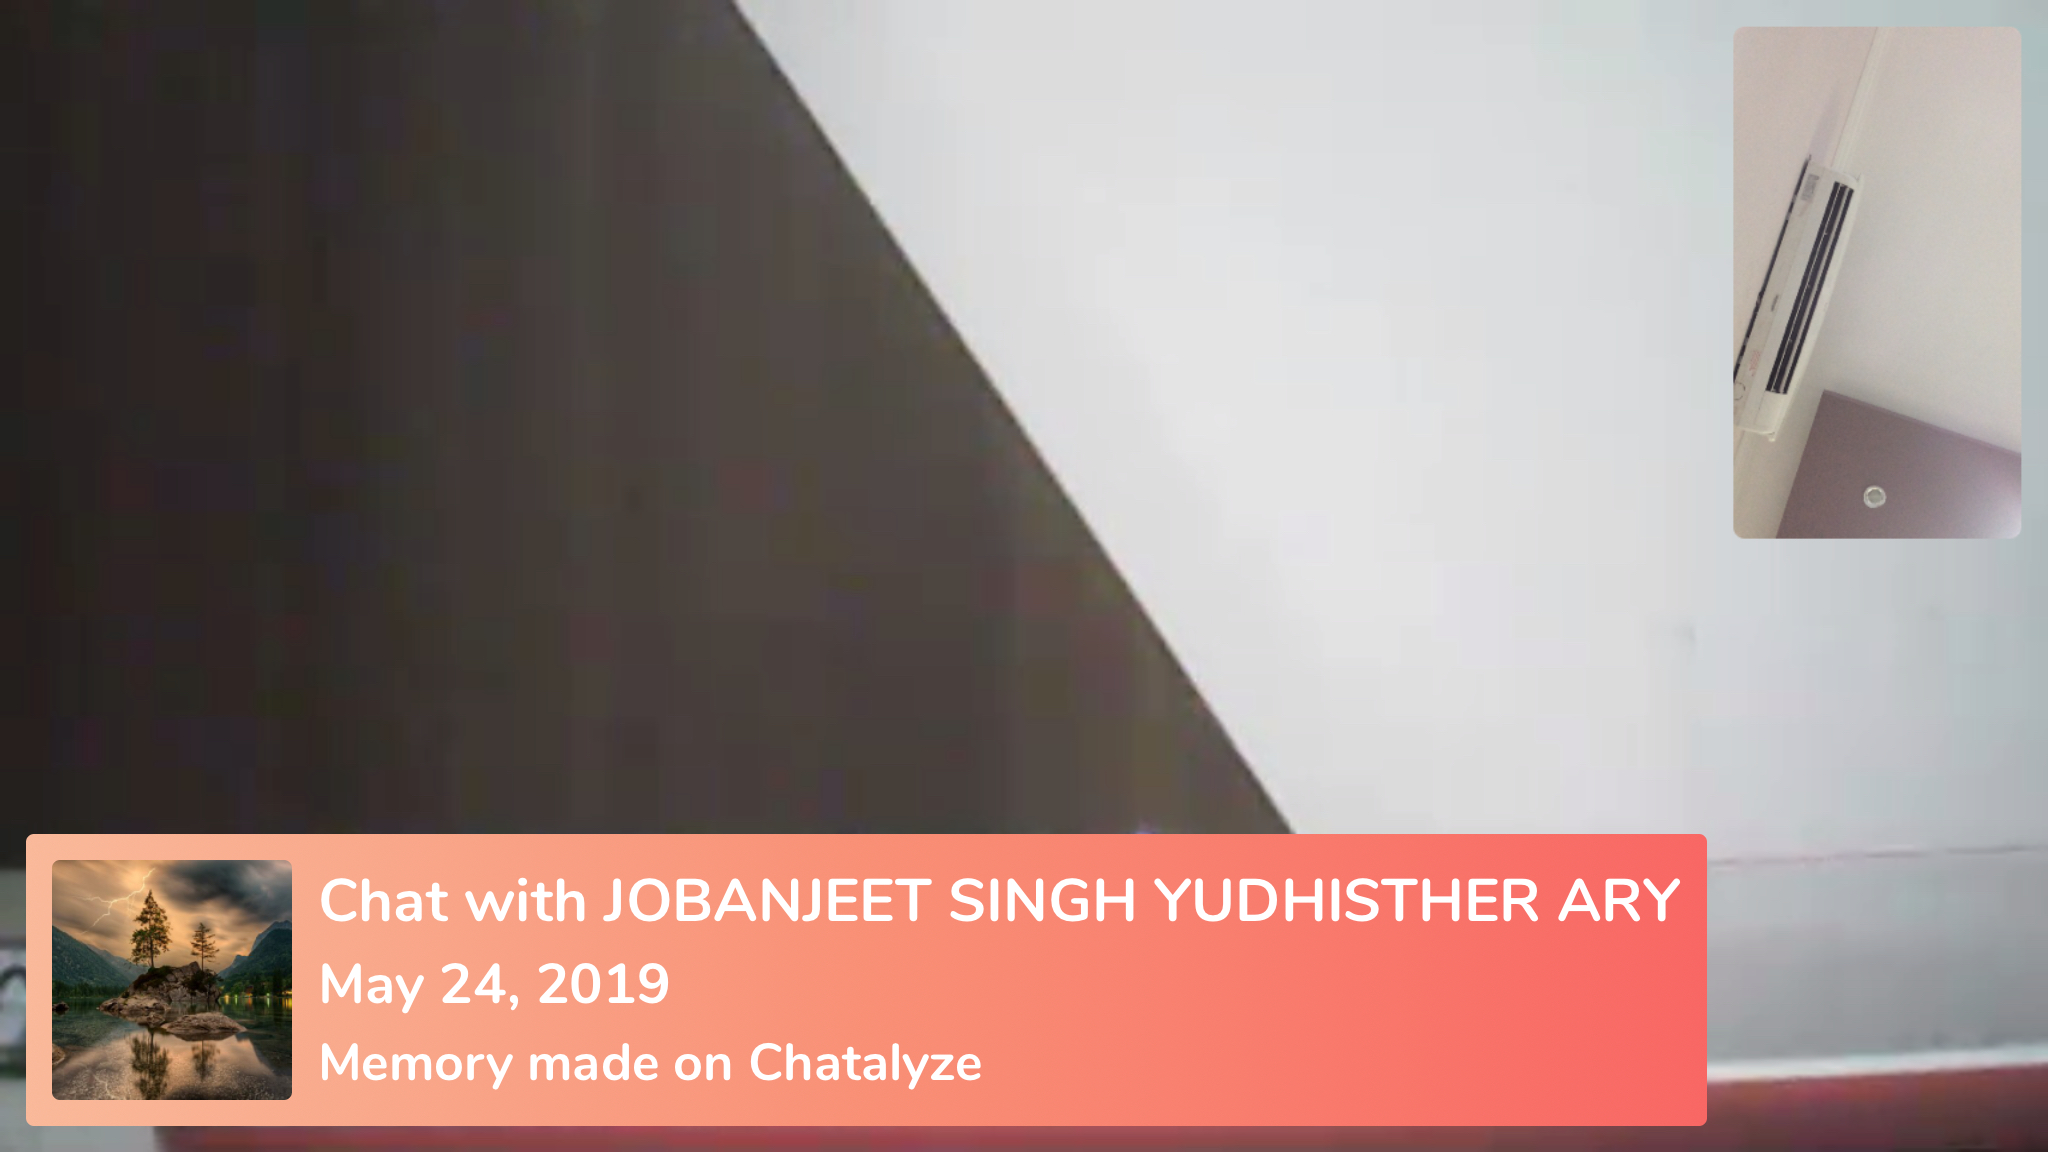 Chat with JOBANJEET SINGH YUDHISTHER ARY
May 24, 2019
Memory made on Chatalyze